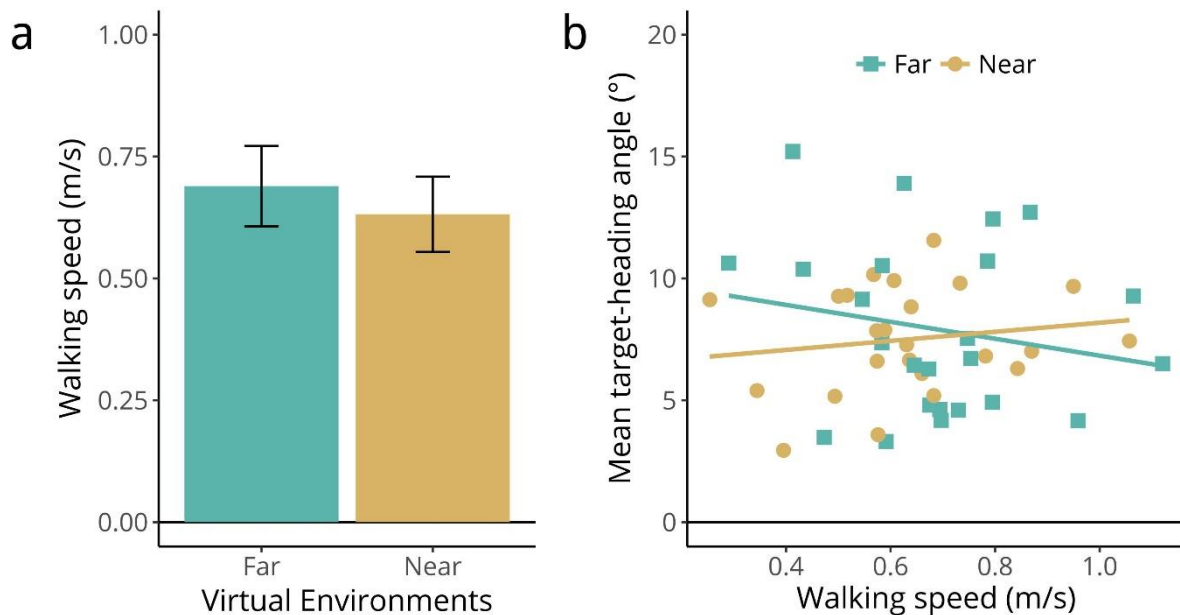 a
Walking speed (m/s)
1.00
0.75
0.50
0.25
0.00
Far Near
Virtual Environments
b
Mean target-heading angle (°)
20
15
10
5
0
Far Near
0.4 0.6 0.8 1.0
Walking speed (m/s)